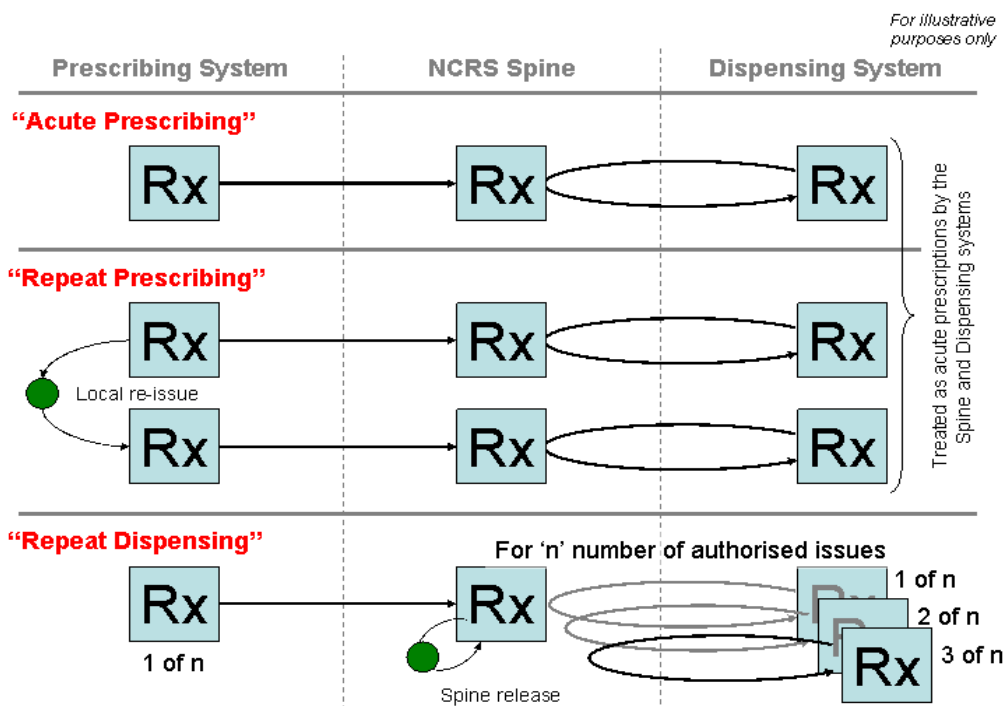 For illustrative
purposes only
Prescribing System
NCRS Spine
Dispensing System
“Acute Prescribing”
Rx
Rx
Rx
“Repeat Prescribing”
Rx
Rx
Rx
Local re-issue
Rx
Rx
Rx
Treated as acute prescriptions by the
Spine and Dispensing systems
“Repeat Dispensing”
For ‘n’ number of authorised issues
Rx
Rx
Rx
1 of n
R
2 of n
Rx
3 of n
1 of n
Spine release